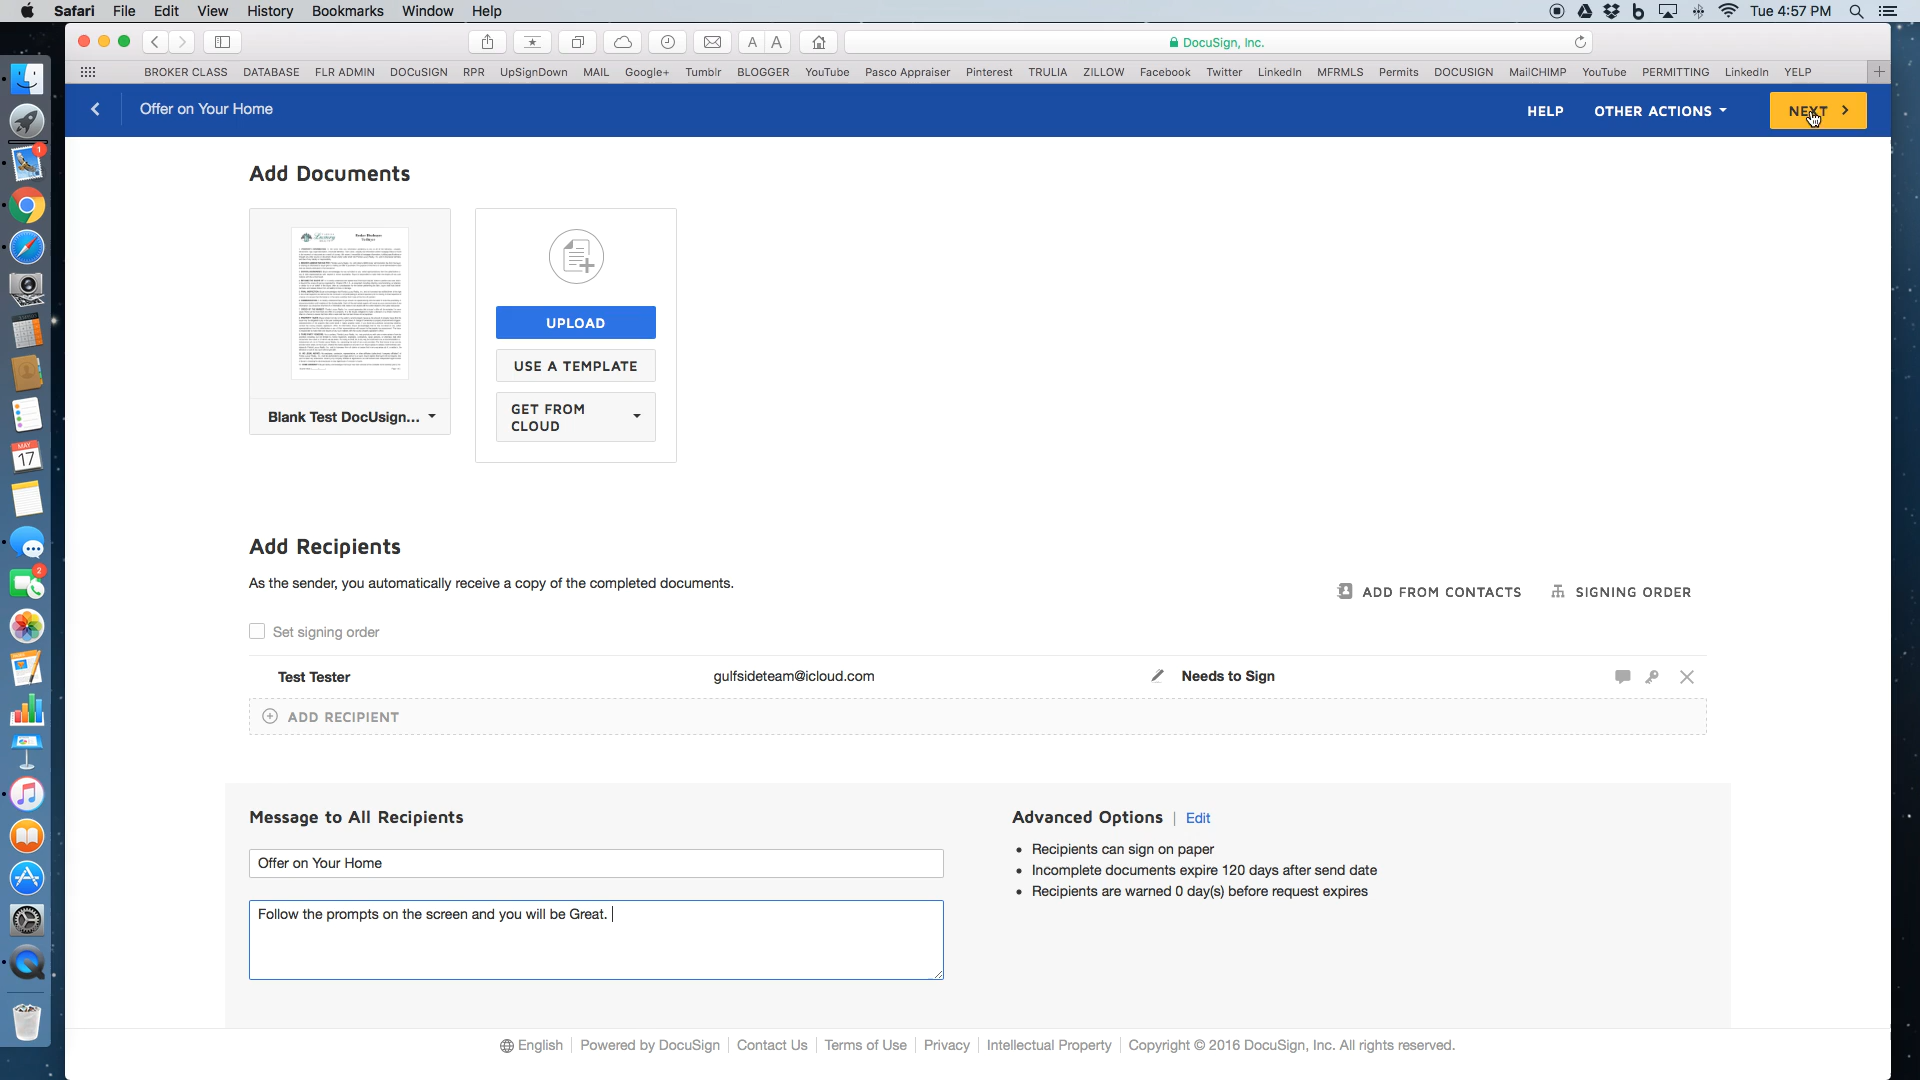 Safari File Edit View History Bookmarks Window Help Tue 4:57 PM
DocuSign, Inc.
BROKER CLASS DATABASE FLR ADMIN DOCuSIGN RPR UpSignDown MAIL Google+ Tumblr BLOGGER YouTube Pasco Appraiser Pinterest TRULIA ZILLOW Facebook Twitter LinkedIn MFRMLS Permits DOCUSIGN MailCHIMP YouTube PERMITTING LinkedIn YELP
Offer on Your Home HELP OTHER ACTIONS NEXT
Add Documents
UPLOAD
USE A TEMPLATE
GET FROM
CLOUD
Blank Test DocUsign...
Add Recipients
As the sender, you automatically receive a copy of the completed documents.
ADD FROM CONTACTS SIGNING ORDER
Set signing order
Test Tester gulfsideteam@icloud.com Needs to Sign
ADD RECIPIENT
Message to All Recipients
Offer on Your Home
Follow the prompts on the screen and you will be Great.
Advanced Options | Edit
• Recipients can sign on paper
• Incomplete documents expire 120 days after send date
• Recipients are warned 0 day(s) before request expires
English | Powered by DocuSign | Contact Us | Terms of Use | Privacy | Intellectual Property | Copyright © 2016 DocuSign, Inc. All rights reserved.
1
MAY
17
2